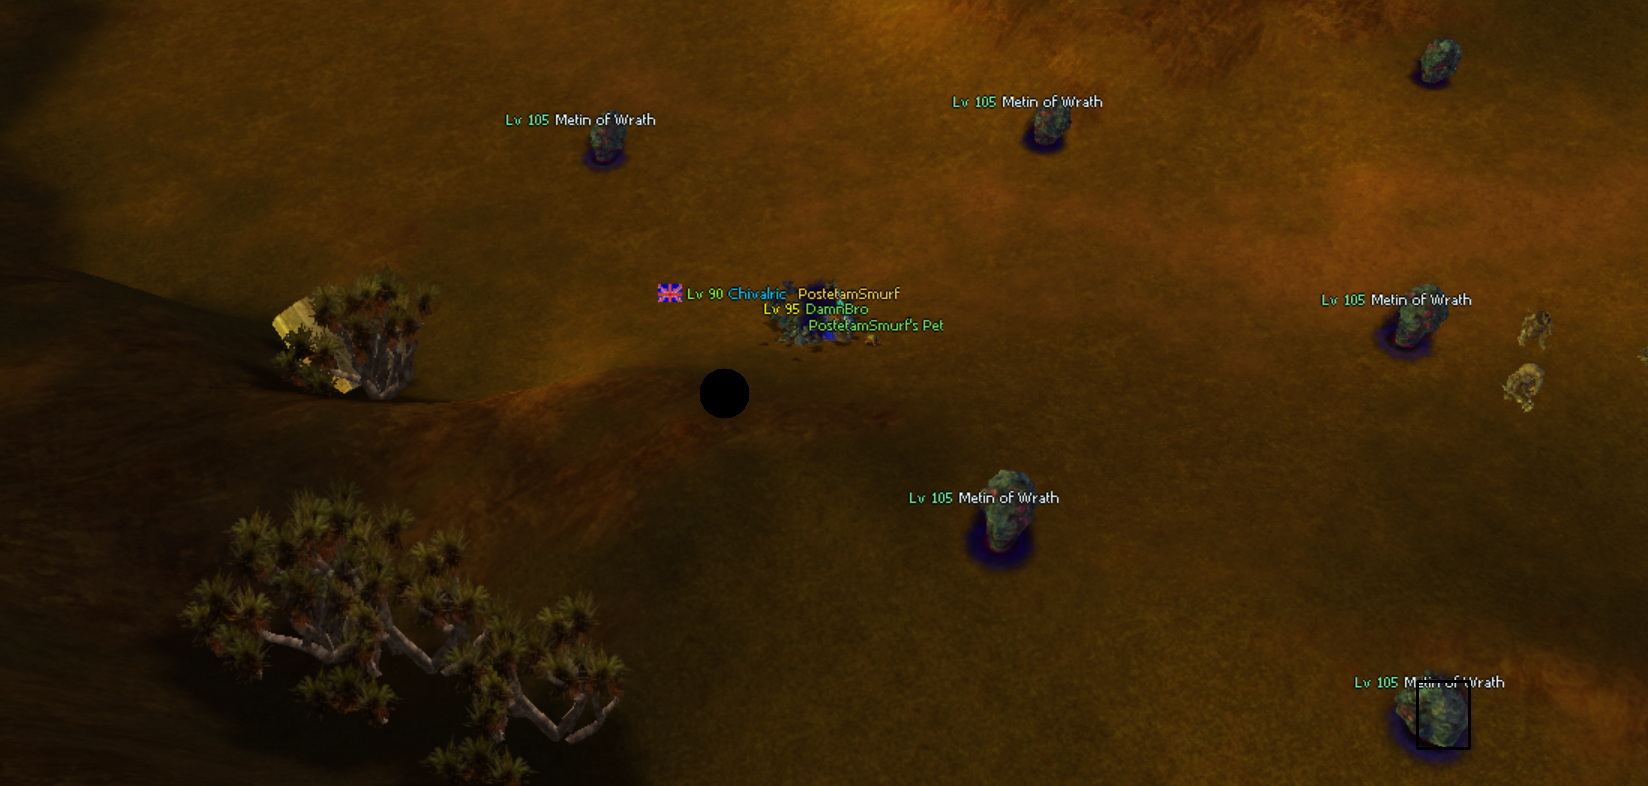 Lv 105 Metin of Wrath
Lv 105 Metin of Wrath
Lv 90 Chivalric PostetamSmurf
Lv 95 DamnBro
PostetamSmurf's Pet
Lv 105 Metin of Wrath
Lv 105 Metin of Wrath
Lv 105 Metin of Wrath